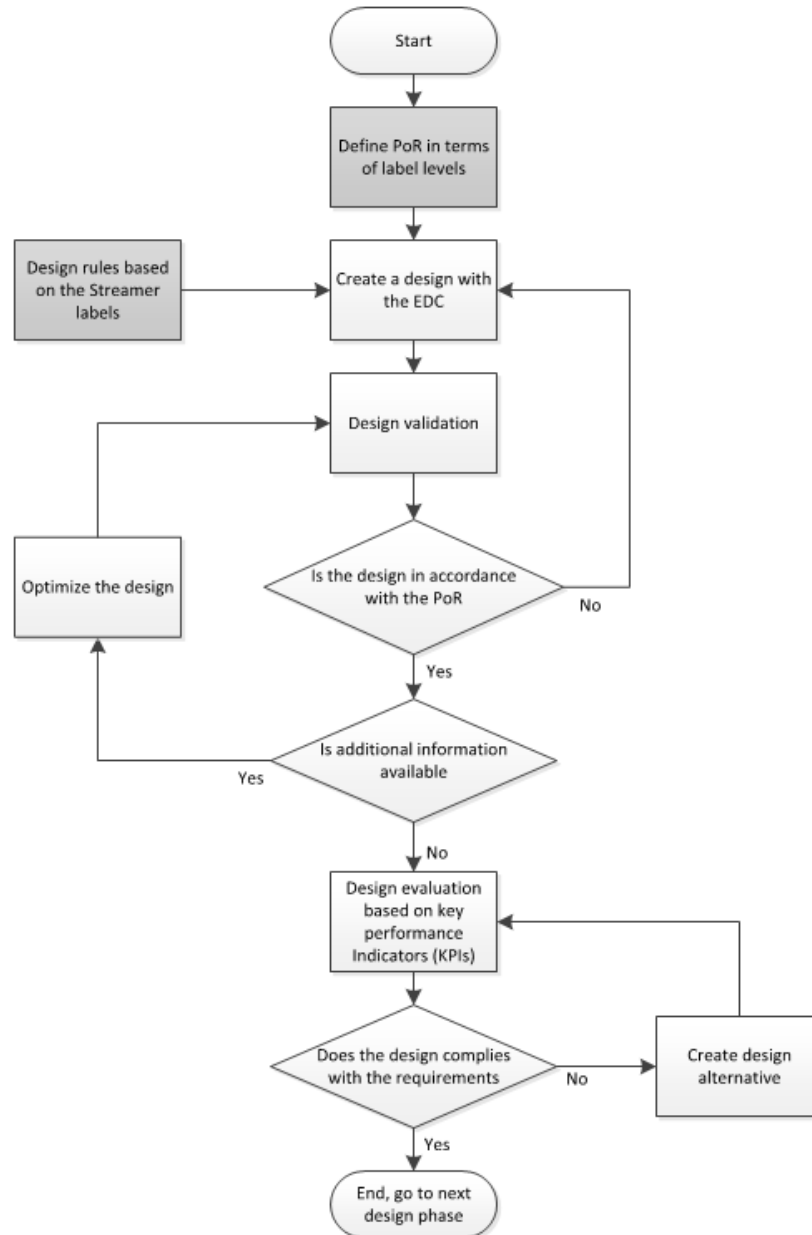 Start
Define PoR in terms
of label levels
Design rules based
on the Streamer
labels
Create a design with
the EDC
Design validation
Optimize the design
Is the design in accordance
with the PoR
No
Yes
Is additional information
available
Yes
No
Design evaluation
based on key
performance
Indicators (KPIs)
Does the design complies
with the requirements
No
Create design
alternative
Yes
End, go to next
design phase